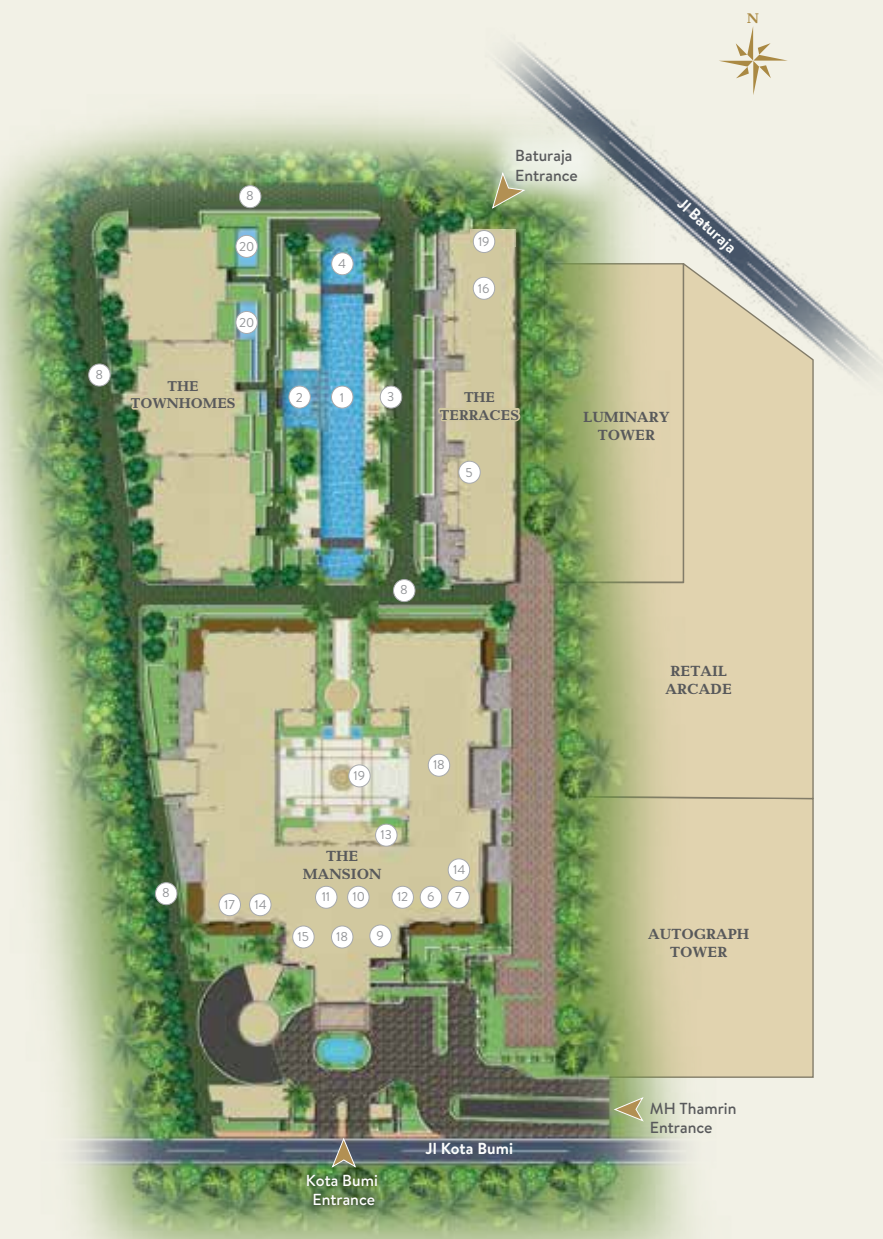 N
Baturaja
Entrance
Jl Baturaja
8
20
4
19
16
20
8
THE
TOWNHOMES
2
1
3
THE
TERRACES
LUMINARY
TOWER
5
8
RETAIL
ARCADE
19
18
13
THE
MANSION
14
8
17
14
11
10
12
6
7
15
18
9
AUTOGRAPH
TOWER
MH Thamrin
Entrance
Jl Kota Bumi
Kota Bumi
Entrance